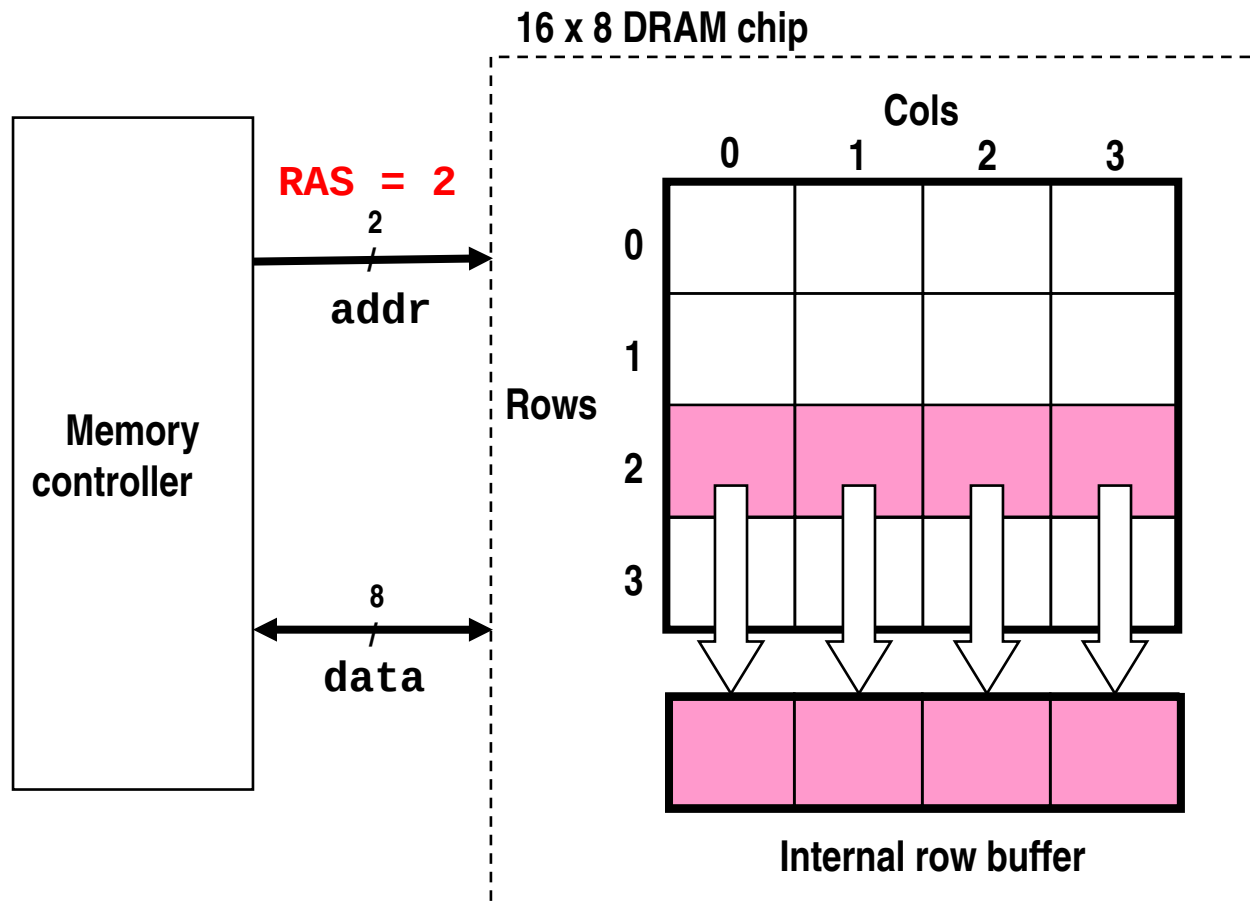 16 x 8 DRAM chip
Cols
0 1 2 3
RAS = 2
2
addr
0
1
Rows
2
3
Memory
controller
8
data
Internal row buffer